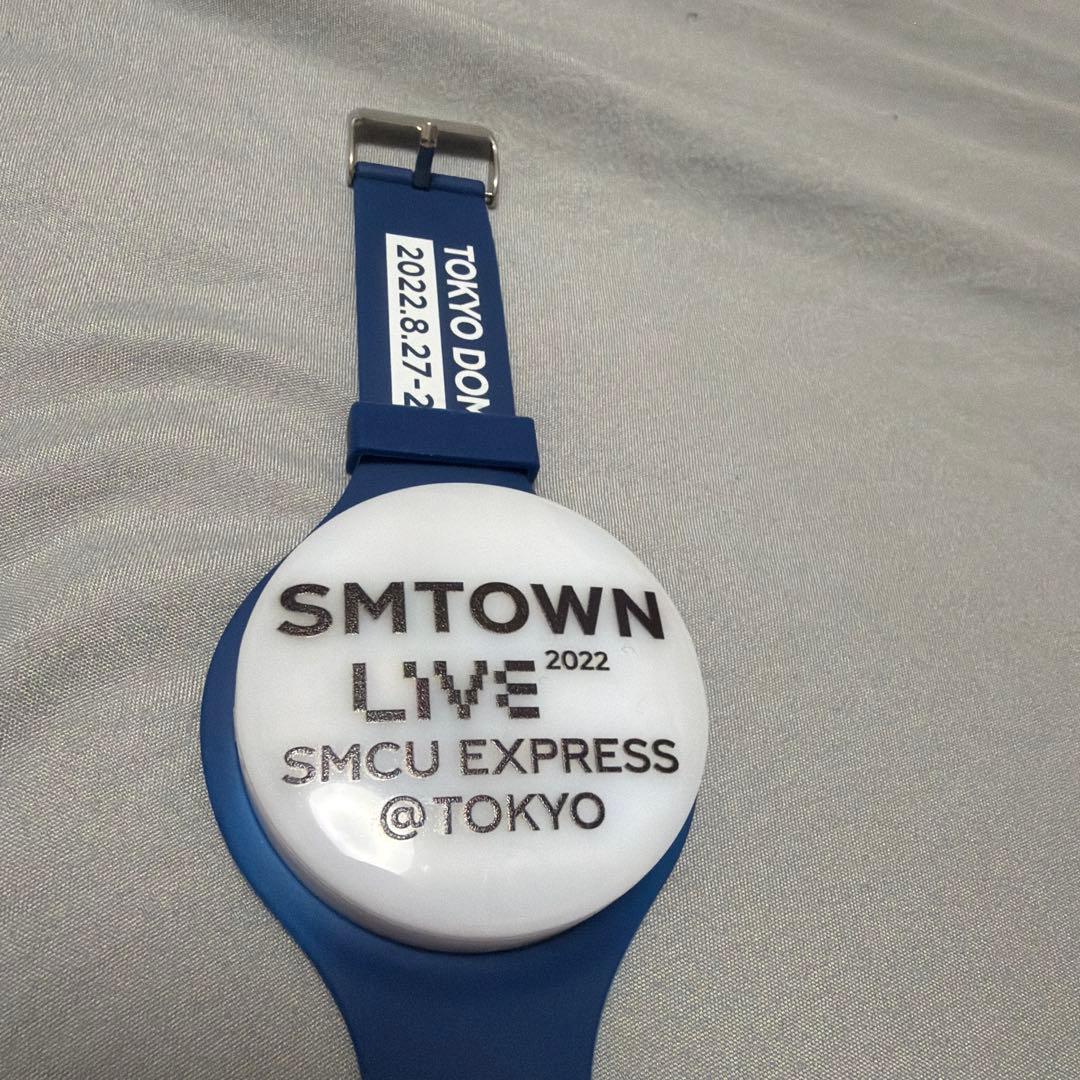 TOKYO DOM
2022.8.27-2
SMTOWN
LIVE 2022
SMCU EXPRESS
@TOKYO